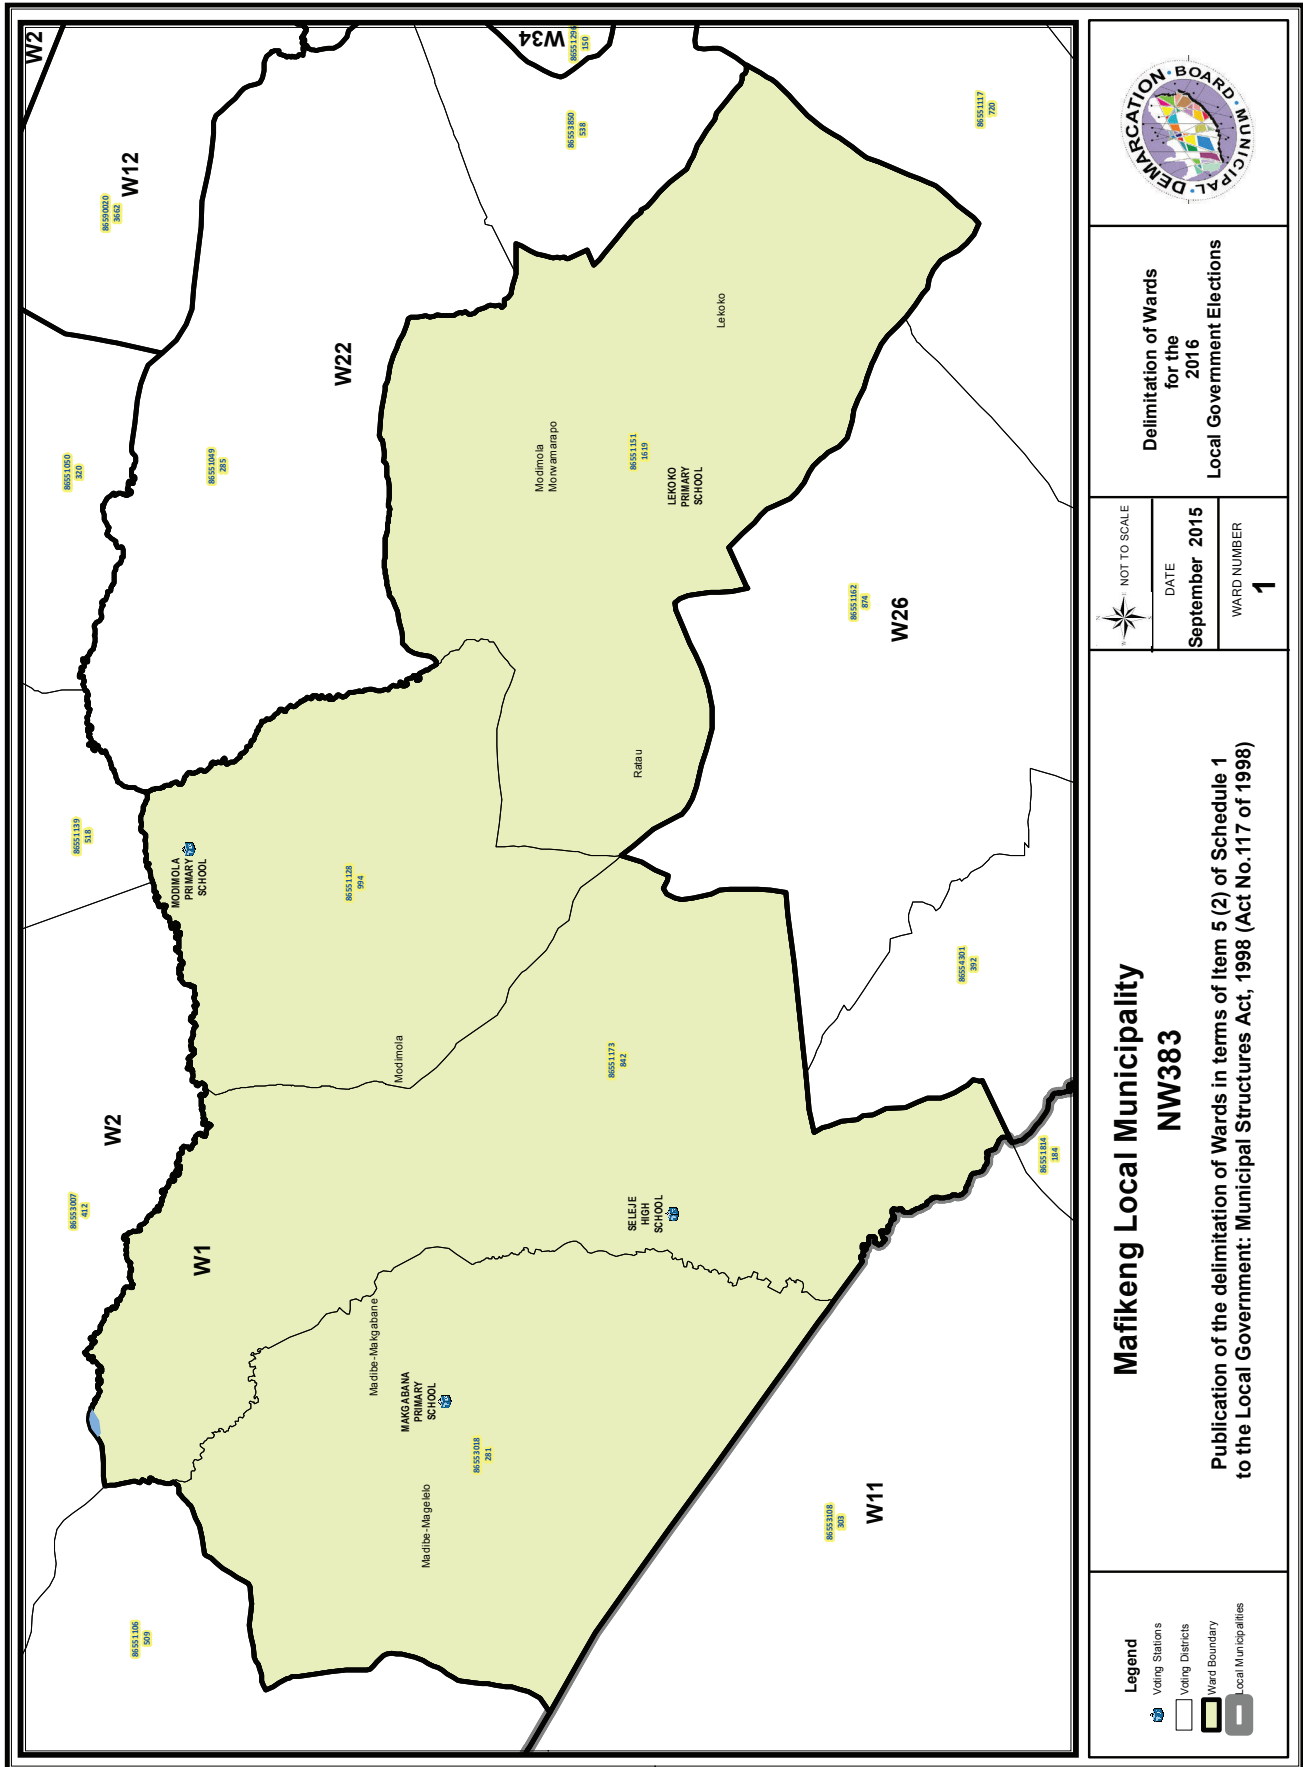 W2
W34
86551296
150
86590020
3662
W12
86553850
538
86551117
720
86551050
320
86551049
285
W22
Lekoko
Modimola
Morwamarapo
86551151
1619
LEKOKO
PRIMARY
SCHOOL
86551162
874
W26
86551139
518
MODIMOLA
PRIMARY
SCHOOL
86551128
994
Ratau
86554301
392
Modimola
86551173
842
W2
86553007
412
W1
SELEJE
HIGH
SCHOOL
86551814
184
Madibe-Makgabane
MAKGABANA
PRIMARY
SCHOOL
86553018
281
Madibe-Magelelo
86553108
303
W11
86551106
509
Legend
Voting Stations
Voting Districts
Ward Boundary
Local Municipalities
Mafikeng Local Municipality
NW383
Publication of the delimitation of Wards in terms of Item 5 (2) of Schedule 1
to the Local Government: Municipal Structures Act, 1998 (Act No.117 of 1998)
N
W
E
S
NOT TO SCALE
DATE
September 2015
WARD NUMBER
1
Delimitation of Wards
for the
2016
Local Government Elections
MUNICIPAL • DEMARCATION • BOARD •